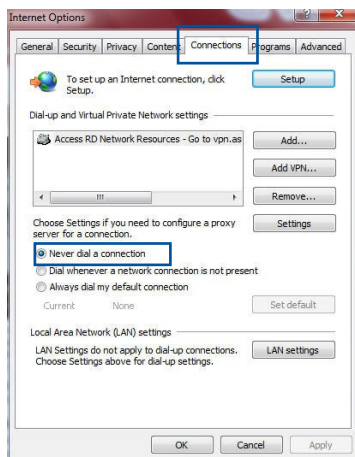 Internet Options
General Security Privacy Content Connections Programs Advanced
To set up an Internet connection, click
Setup.
Setup
Dial-up and Virtual Private Network settings
Access RD Network Resources - Go to vpn.as
Add...
Add VPN...
Remove...
Choose Settings if you need to configure a proxy
server for a connection.
Settings
Never dial a connection
Dial whenever a network connection is not present
Always dial my default connection
Current None
Set default
Local Area Network (LAN) settings
LAN Settings do not apply to dial-up connections.
Choose Settings above for dial-up settings.
LAN settings
OK Cancel Apply